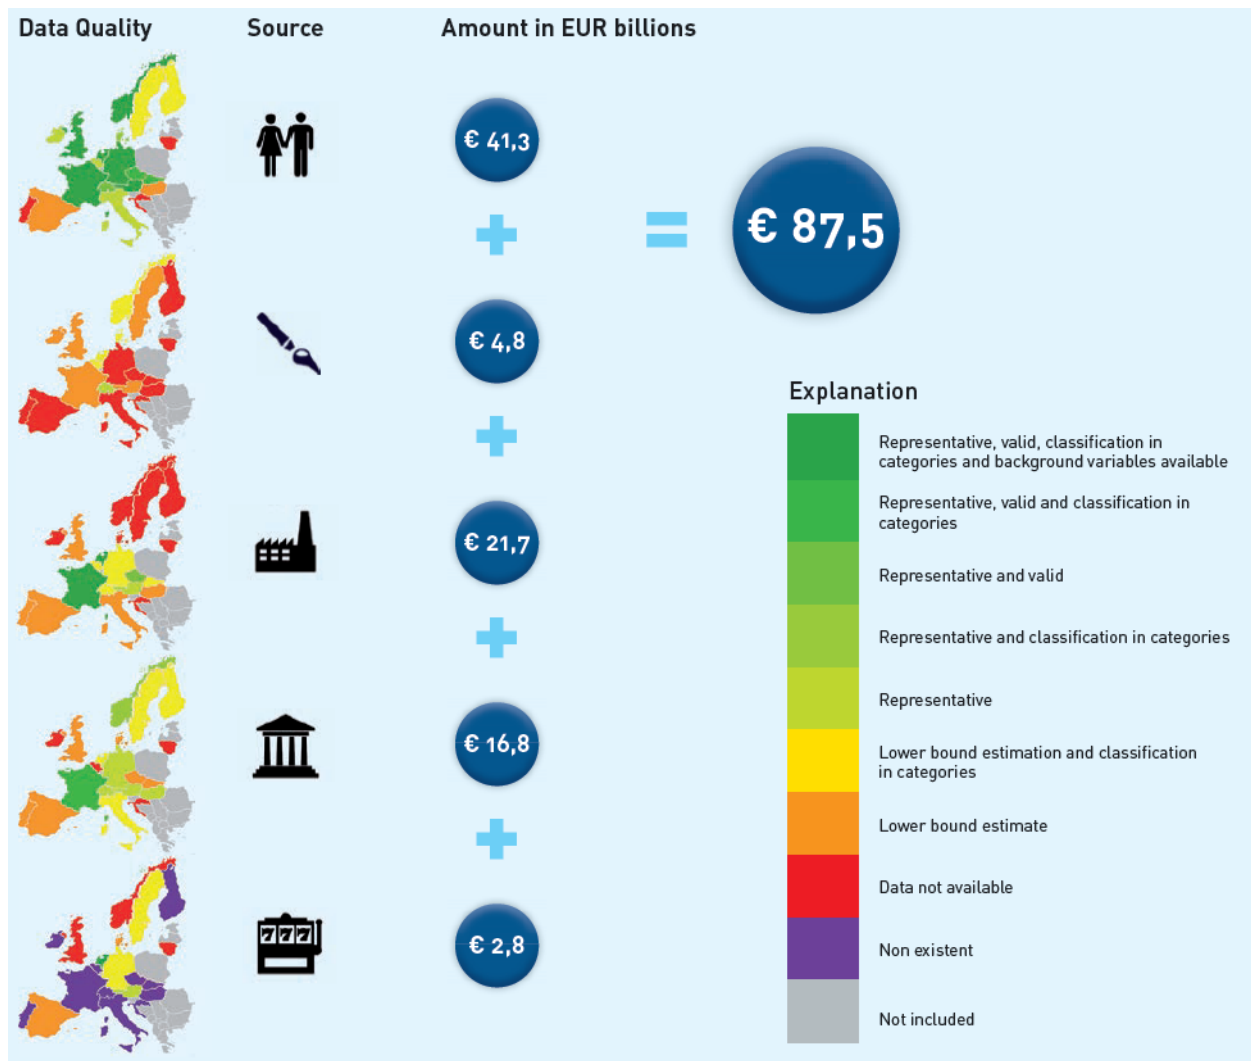 Data Quality
Source
Amount in EUR billions
€ 41,3
€ 87,5
€ 4,8
€ 21,7
€ 16,8
777
€ 2,8
Explanation
Representative, valid, classification in
categories and background variables available
Representative, valid and classification in
categories
Representative and valid
Representative and classification in categories
Representative
Lower bound estimation and classification
in categories
Lower bound estimate
Data not available
Non existent
Not included